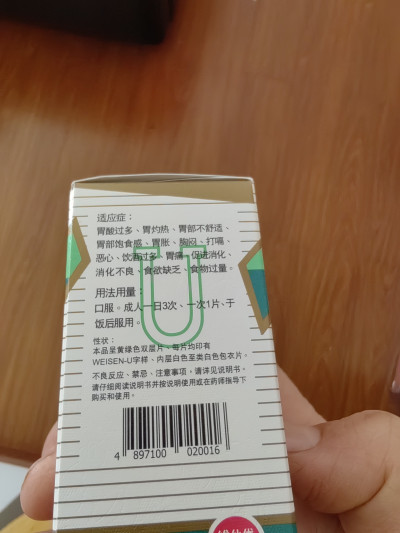 适应症：
胃酸过多、胃灼热、胃部不舒适、
胃部饱食感、胃胀、胸闷、打嗝、
恶心、饮酒过多、胃痛、促进消化、
消化不良、食欲缺乏、食物过量。
用法用量：
口服。成人一日3次、一次1片、于
饭后服用。
U
性状：
本品呈黄绿色双层片、每片均印有
WEISEN-U字样、内层白色至类白色包衣片。
不良反应、禁忌、注意事项，请详见说明书。
请仔细阅读说明书并按说明使用或在药师指导下
购买和使用。
4 897100 020016